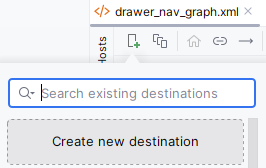 drawer_nav_graph.xml
Hosts
Search existing destinations
Create new destination